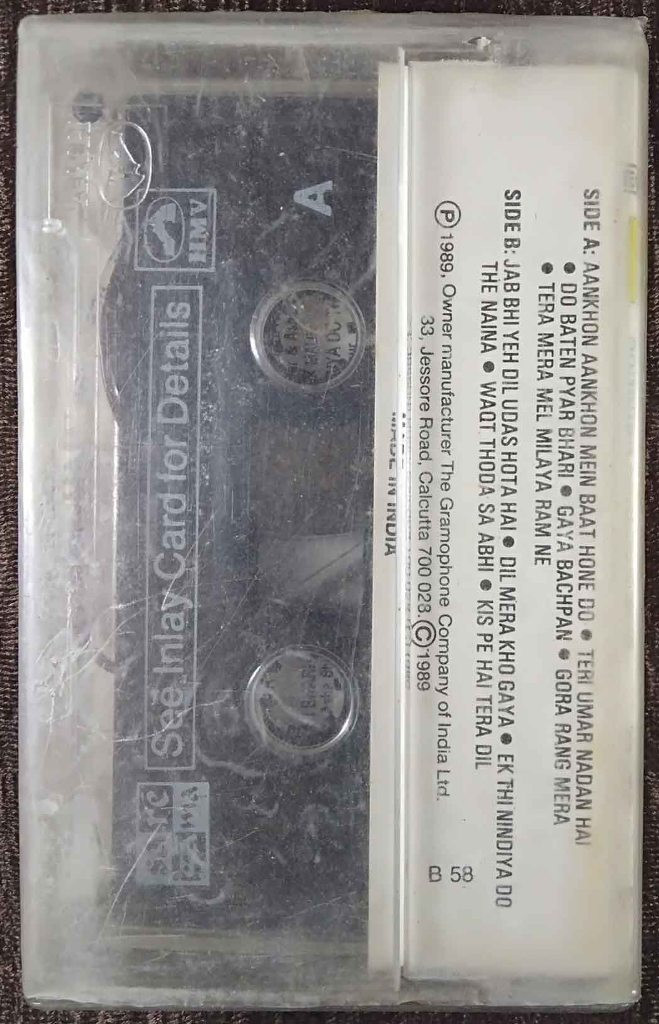 SIDE A: AANKHON AANKHON MEIN BAAT HONE DO ● TERI UMAR NADAN HAI
● DO BATEN PYAR BHARI ● GAYA BACHPAN ● GORA RANG MERA
● TERA MERA MEL MILAYA RAM NE
SIDE B: JAB BHI YEH DIL UDAS HOTA HAI ● DIL MERA KHO GAYA ● EK THI NINDIYA DO
THE NAINA ● WAQT THODA SA ABHI ● KIS PE HAI TERA DIL
Ⓟ 1989, Owner manufacturer The Gramophone Company of India Ltd.
33, Jessore Road, Calcutta 700 028 Ⓒ 1989
B 58
MADE IN INDIA
A
HMV
See Inlay Card for Details